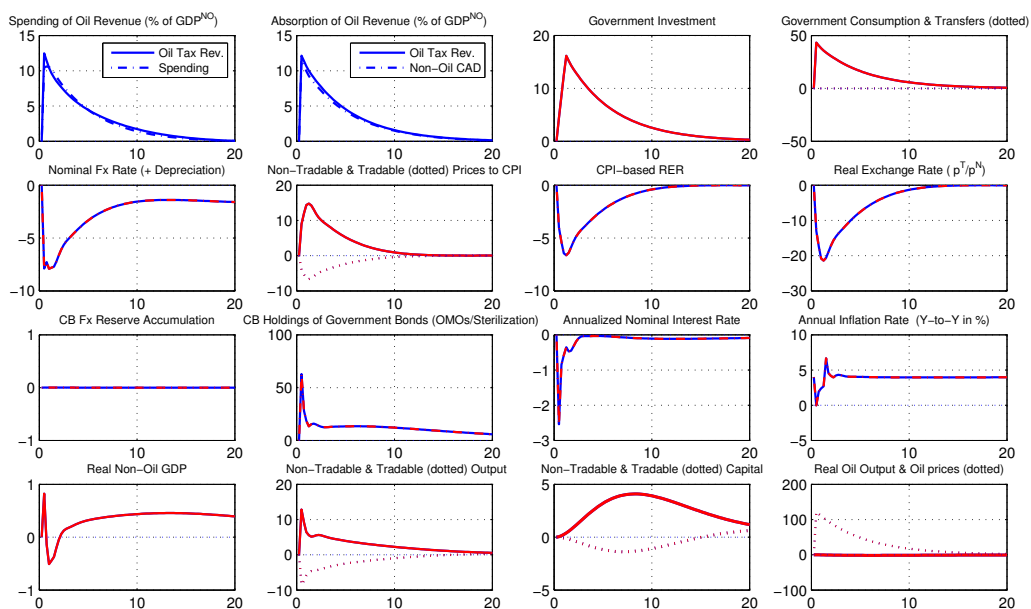 Spending of Oil Revenue (% of GDP^NO)
Absorption of Oil Revenue (% of GDP^NO)
Government Investment
Government Consumption & Transfers (dotted)
15
10
5
0
0 10 20
Oil Tax Rev.
Spending
15
10
5
0
0 10 20
Oil Tax Rev.
Non−Oil CAD
20
10
0
0 10 20
50
0
−50
0 10 20
Nominal Fx Rate (+ Depreciation)
Non−Tradable & Tradable (dotted) Prices to CPI
CPI−based RER
Real Exchange Rate ( p^T/p^N)
0
−5
−10
0 10 20
20
10
0
−10
0 10 20
0
−5
−10
0 10 20
0
−10
−20
−30
0 10 20
CB Fx Reserve Accumulation
CB Holdings of Government Bonds (OMOs/Sterilization)
Annualized Nominal Interest Rate
Annual Inflation Rate (Y−to−Y in %)
1
0
−1
0 10 20
100
50
0
0 10 20
0
−1
−2
−3
0 10 20
10
5
0
−5
0 10 20
Real Non−Oil GDP
Non−Tradable & Tradable (dotted) Output
Non−Tradable & Tradable (dotted) Capital
Real Oil Output & Oil prices (dotted)
1
0
−1
0 10 20
20
10
0
−10
0 10 20
5
0
−5
0 10 20
200
100
0
−100
0 10 20